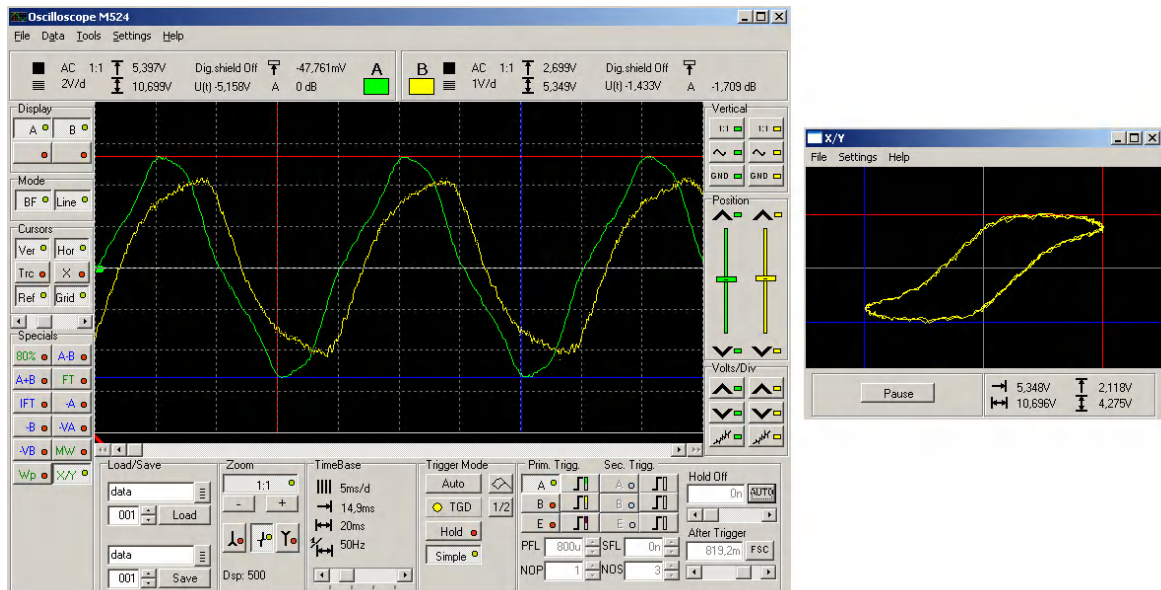 Oscilloscope M524
File Data Tools Settings Help
AC 1:1 5,397V Dig.shield Off -47,761mV A
2V/d 10,699V U(t) -5,158V A 0 dB
B AC 1:1 2,699V Dig.shield Off
1V/d 5,349V U(t) -1,433V A -1,709 dB
Display
A B
Mode
BF Line
Cursors
Ver Hor
Trc X
Ref Grid
Specials
80% A-B
A+B FT
IFT -A
-B -VA
-VB MW
Wp X/Y
Vertical
1:1 1:1
GND GND
Position
Volts/Div
Load/Save
data
001 Load
data
001 Save
Zoom
1:1
- +
Dsp: 500
TimeBase
5ms/d
14,9ms
20ms
50Hz
Trigger Mode
Auto
TGD 1/2
Hold
Simple
Prim. Trigg. Sec. Trigg.
A A
B B
E E
PFL 800u SFL 0n
NOP 1 NOS 3
Hold Off
0n AUTO
After Trigger
819,2m FSC
X/Y
File Settings Help
Pause
5,348V 2,118V
10,696V 4,275V